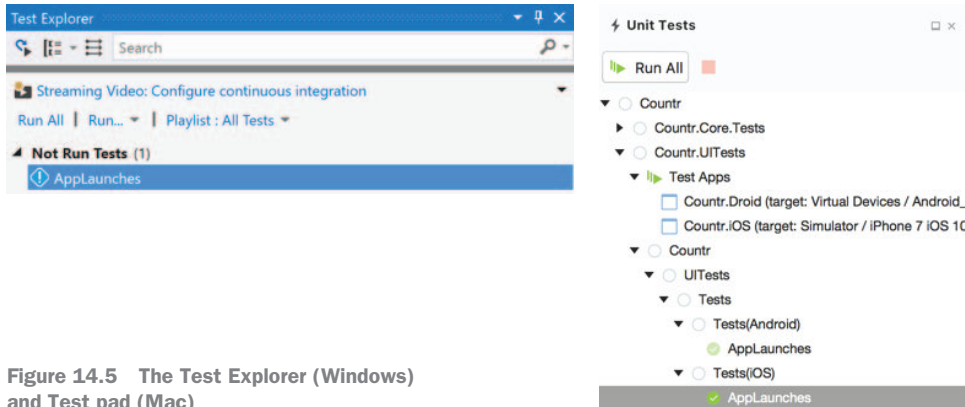 Test Explorer
Search
Streaming Video: Configure continuous integration
Run All | Run... | Playlist : All Tests
Not Run Tests (1)
AppLaunches
Figure 14.5 The Test Explorer (Windows)
and Test pad (Mac)
Unit Tests
Run All
Countr
Countr.Core.Tests
Countr.UITests
Test Apps
Countr.Droid (target: Virtual Devices / Android_
Countr.iOS (target: Simulator / iPhone 7 iOS 10
Countr
UITests
Tests
Tests(Android)
AppLaunches
Tests(iOS)
AppLaunches